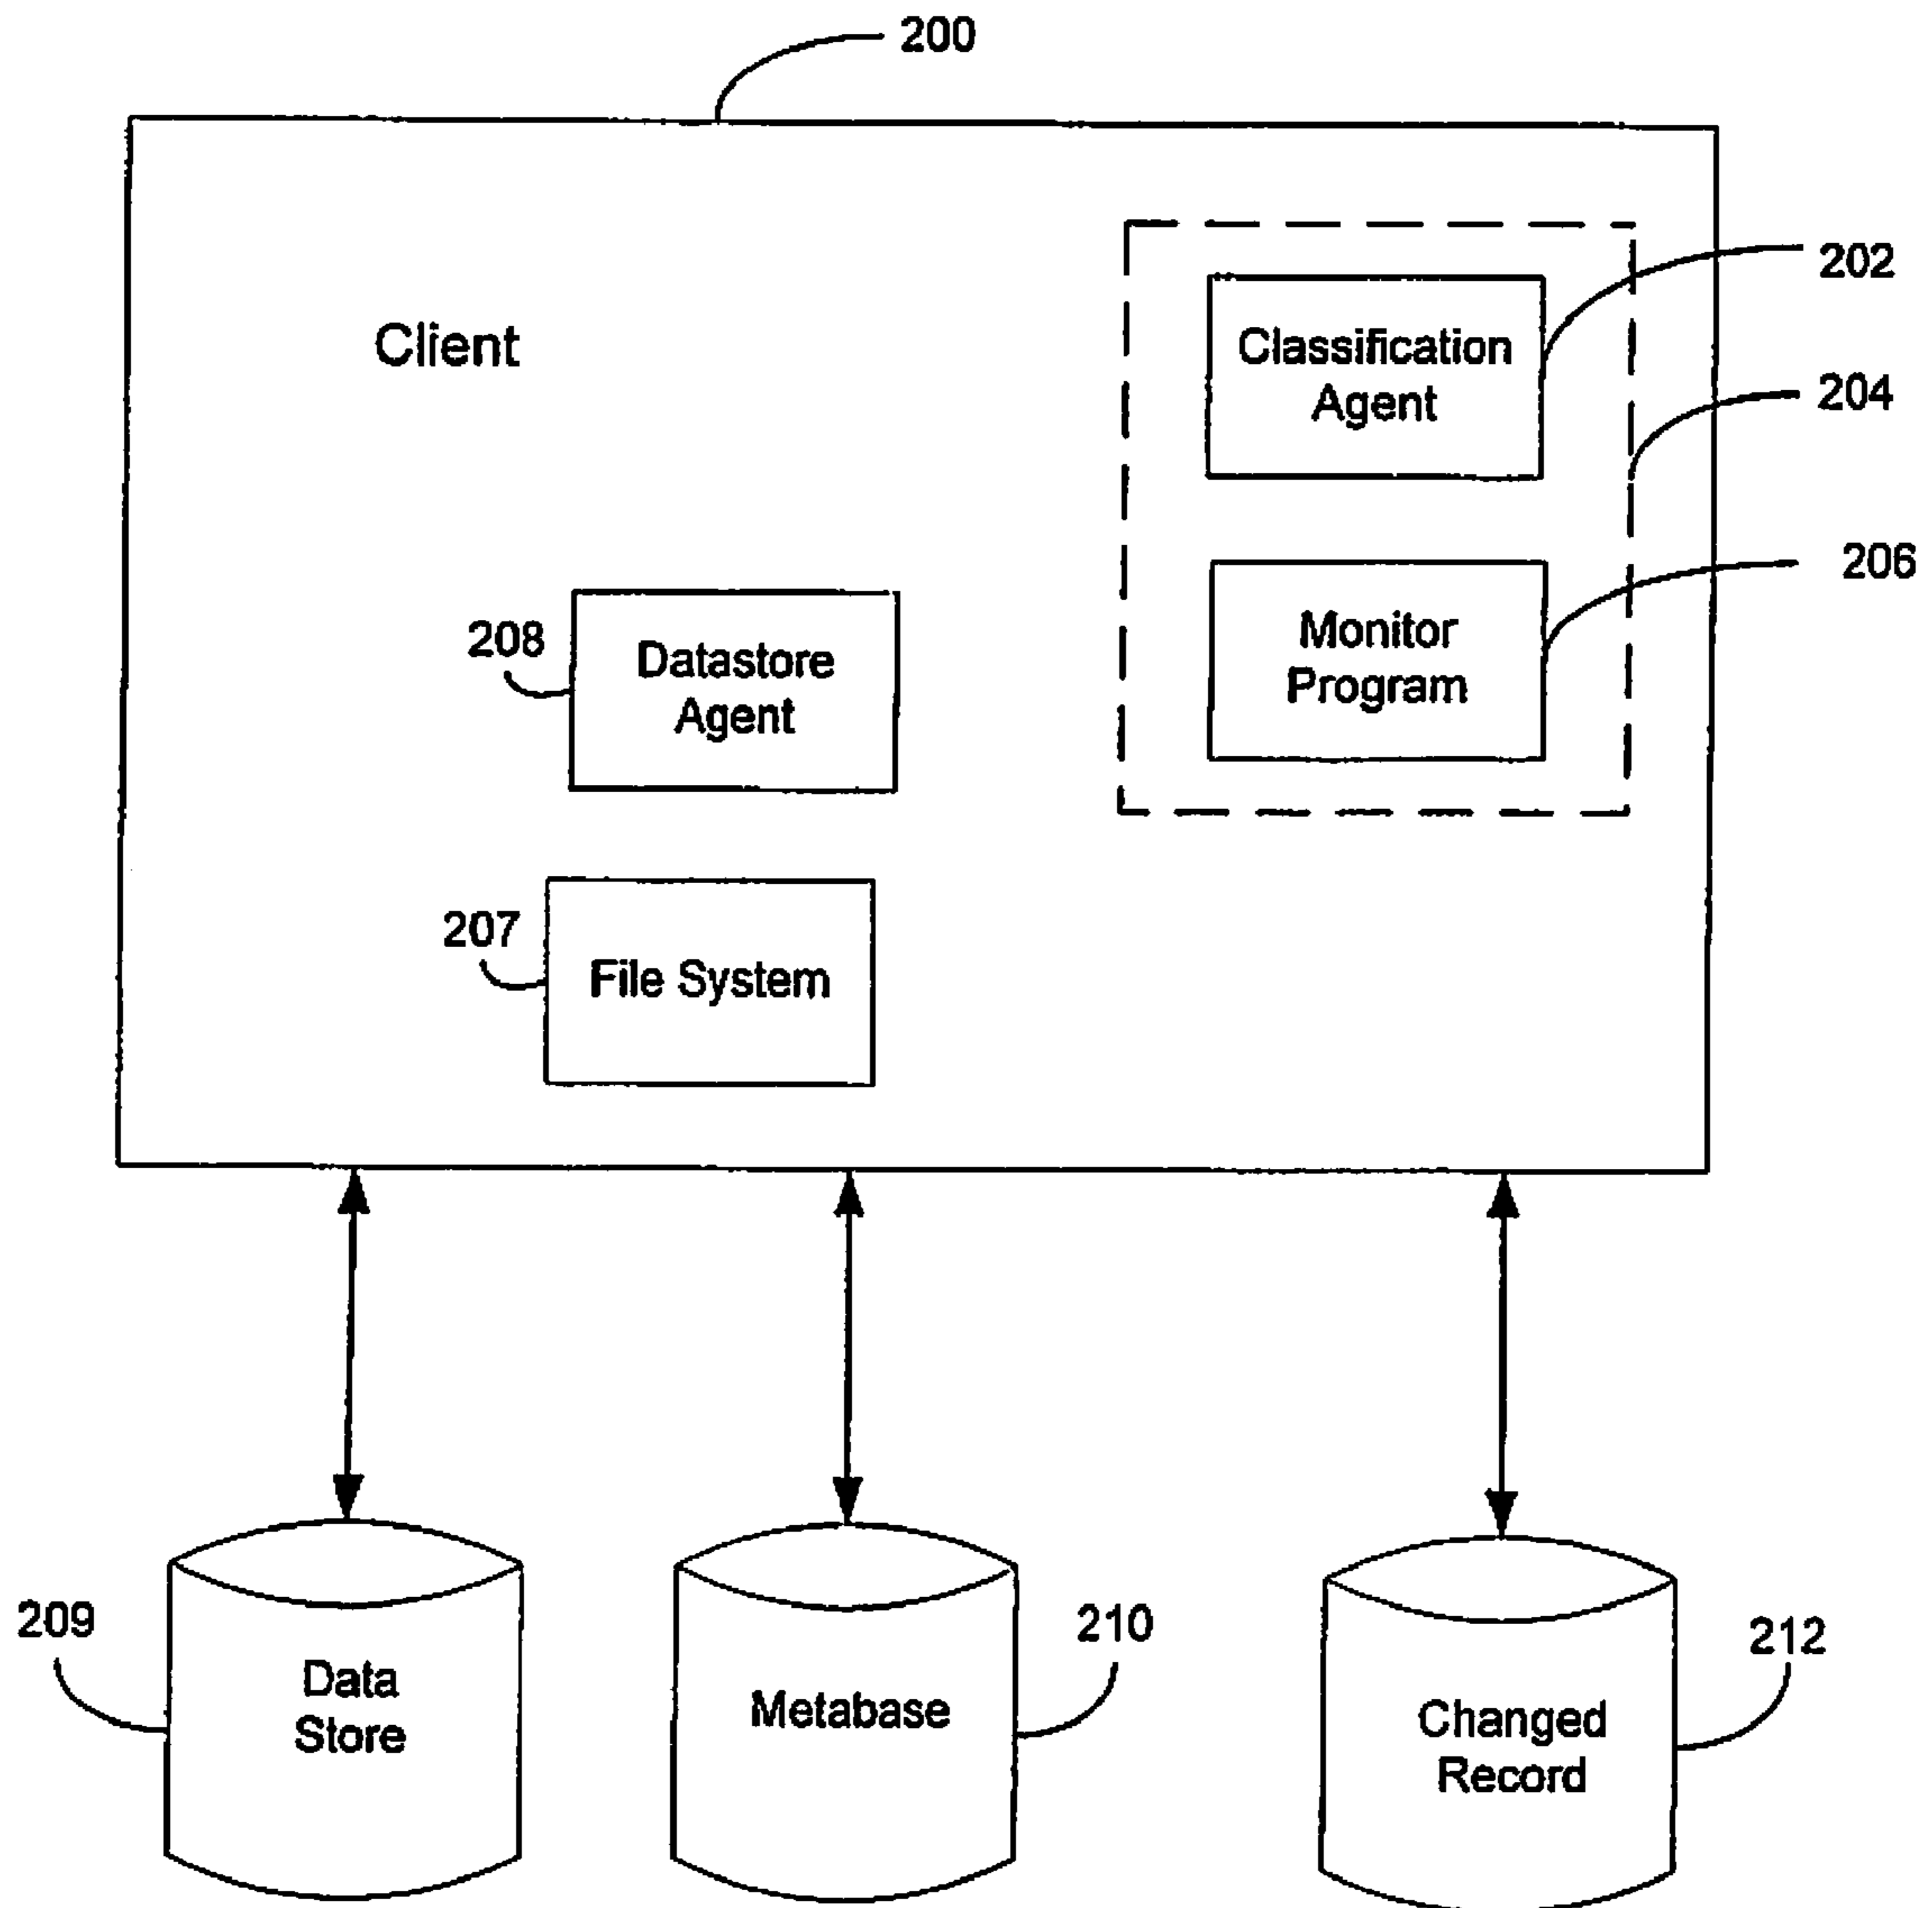 200
202
Client
Classification
Agent
204
206
Monitor
Program
208
Datastore
Agent
207
File System
209
210
212
Data
Store
Metabase
Changed
Record